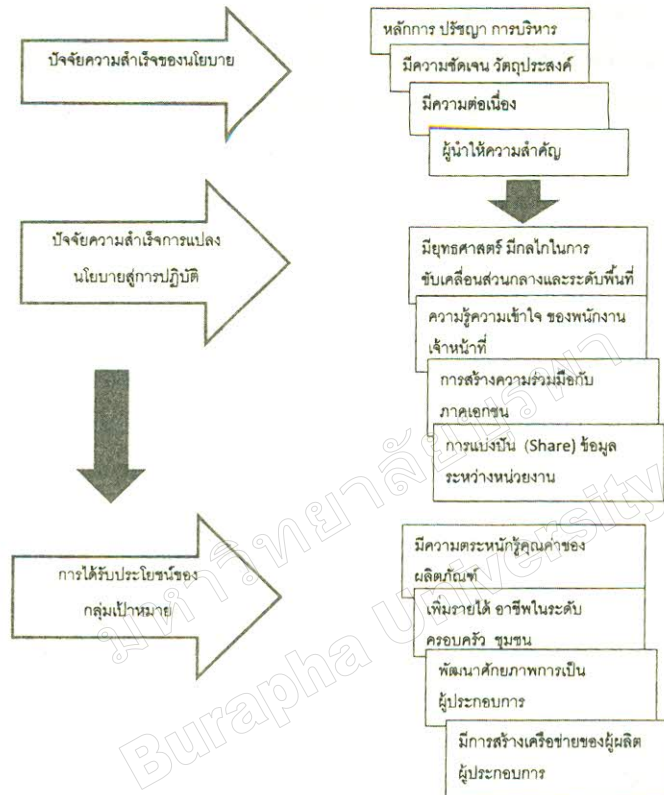 ปัจจัยความสำเร็จของนโยบาย
หลักการ ปรัชญา การบริหาร
มีความชัดเจน วัตถุประสงค์
มีความต่อเนื่อง
ผู้นำให้ความสำคัญ
ปัจจัยความสำเร็จการแปลง
นโยบายสู่การปฏิบัติ
มียุทธศาสตร์ มีกลไกในการ
ขับเคลื่อนส่วนกลางและระดับพื้นที่
ความรู้ความเข้าใจ ของพนักงาน
เจ้าหน้าที่
การสร้างความร่วมมือกับ
ภาคเอกชน
การแบ่งปัน (Share) ข้อมูล
ระหว่างหน่วยงาน
การได้รับประโยชน์ของ
กลุ่มเป้าหมาย
มีความตระหนักรู้คุณค่าของ
ผลิตภัณฑ์
เพิ่มรายได้ อาชีพในระดับ
ครอบครัว ชุมชน
พัฒนาศักยภาพการเป็น
ผู้ประกอบการ
มีการสร้างเครือข่ายของผู้ผลิต
ผู้ประกอบการ
มหาวิทยาลัยบูรพา
Burapha University